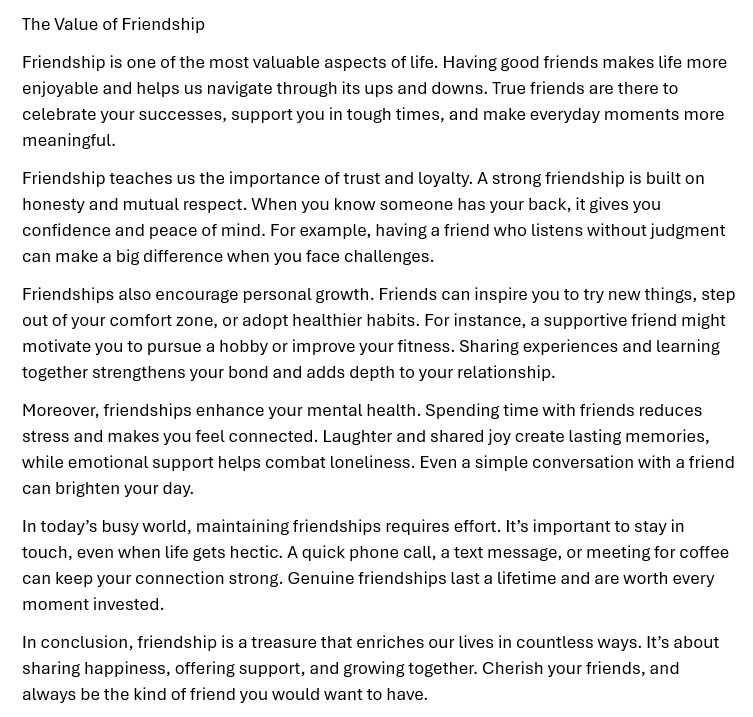 The Value of Friendship
Friendship is one of the most valuable aspects of life. Having good friends makes life more
enjoyable and helps us navigate through its ups and downs. True friends are there to
celebrate your successes, support you in tough times, and make everyday moments more
meaningful.
Friendship teaches us the importance of trust and loyalty. A strong friendship is built on
honesty and mutual respect. When you know someone has your back, it gives you
confidence and peace of mind. For example, having a friend who listens without judgment
can make a big difference when you face challenges.
Friendships also encourage personal growth. Friends can inspire you to try new things, step
out of your comfort zone, or adopt healthier habits. For instance, a supportive friend might
motivate you to pursue a hobby or improve your fitness. Sharing experiences and learning
together strengthens your bond and adds depth to your relationship.
Moreover, friendships enhance your mental health. Spending time with friends reduces
stress and makes you feel connected. Laughter and shared joy create lasting memories,
while emotional support helps combat loneliness. Even a simple conversation with a friend
can brighten your day.
In today’s busy world, maintaining friendships requires effort. It’s important to stay in
touch, even when life gets hectic. A quick phone call, a text message, or meeting for coffee
can keep your connection strong. Genuine friendships last a lifetime and are worth every
moment invested.
In conclusion, friendship is a treasure that enriches our lives in countless ways. It’s about
sharing happiness, offering support, and growing together. Cherish your friends, and
always be the kind of friend you would want to have.